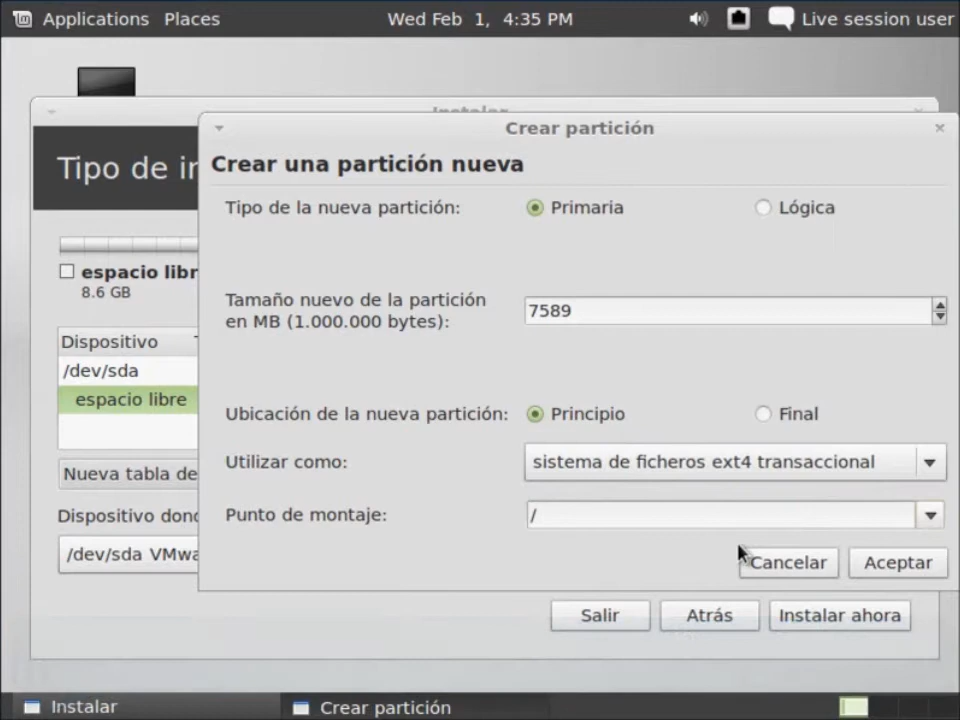 Applications Places Wed Feb 1, 4:35 PM Live session user
Instalar
Crear partición
Tipo de in
Crear una partición nueva
Tipo de la nueva partición: Primaria Lógica
espacio libr
8.6 GB
Tamaño nuevo de la partición
en MB (1.000.000 bytes): 7589
Dispositivo T
/dev/sda
espacio libre
Ubicación de la nueva partición: Principio Final
Utilizar como: sistema de ficheros ext4 transaccional
Nueva tabla de
Punto de montaje: /
Dispositivo dond
/dev/sda VMwa
Cancelar Aceptar
Salir Atrás Instalar ahora
Instalar Crear partición